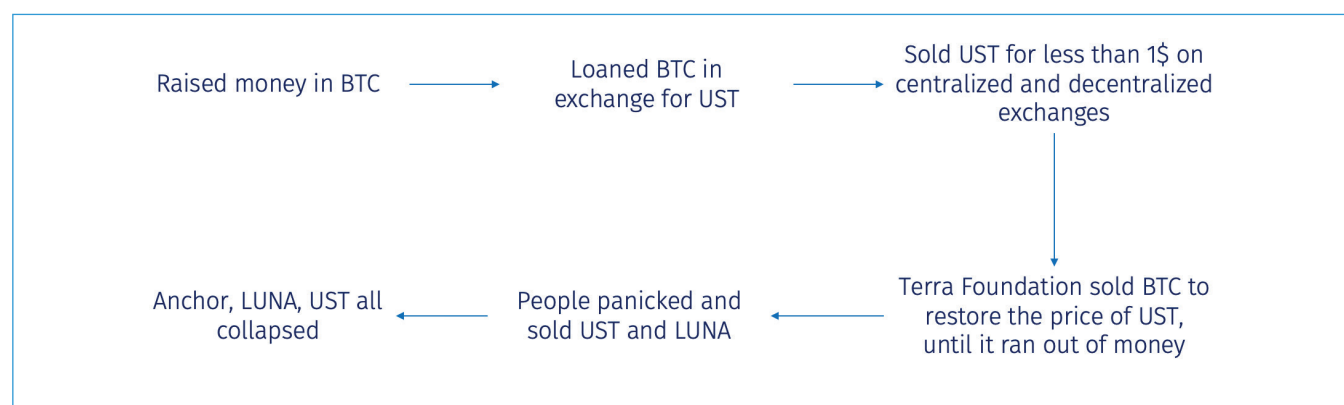 Raised money in BTC
Loaned BTC in
exchange for UST
Sold UST for less than 1$ on
centralized and decentralized
exchanges
Terra Foundation sold BTC to
restore the price of UST,
until it ran out of money
People panicked and
sold UST and LUNA
Anchor, LUNA, UST all
collapsed